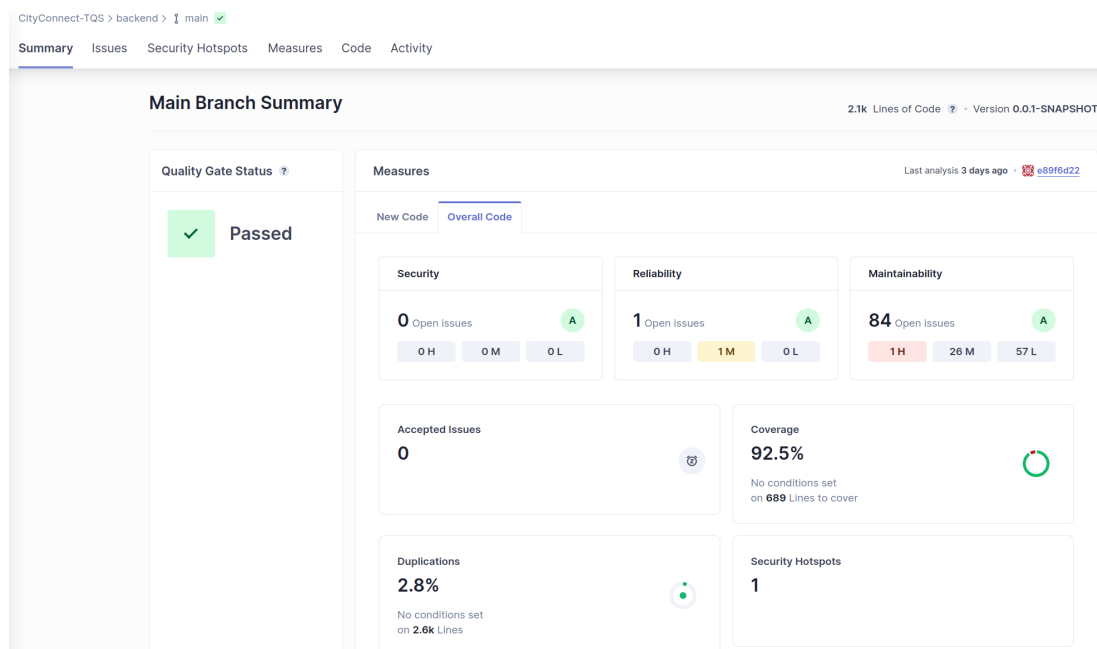 CityConnect-TQS > backend > main
Summary Issues Security Hotspots Measures Code Activity
Main Branch Summary
2.1k Lines of Code ? • Version 0.0.1-SNAPSHOT
Quality Gate Status ?
Passed
Measures
Last analysis 3 days ago • e89f6d22
New Code Overall Code
Security
0 Open issues A
0 H 0 M 0 L
Reliability
1 Open issues A
0 H 1 M 0 L
Maintainability
84 Open issues A
1 H 26 M 57 L
Accepted Issues
0
Coverage
92.5%
No conditions set
on 689 Lines to cover
Duplications
2.8%
No conditions set
on 2.6k Lines
Security Hotspots
1